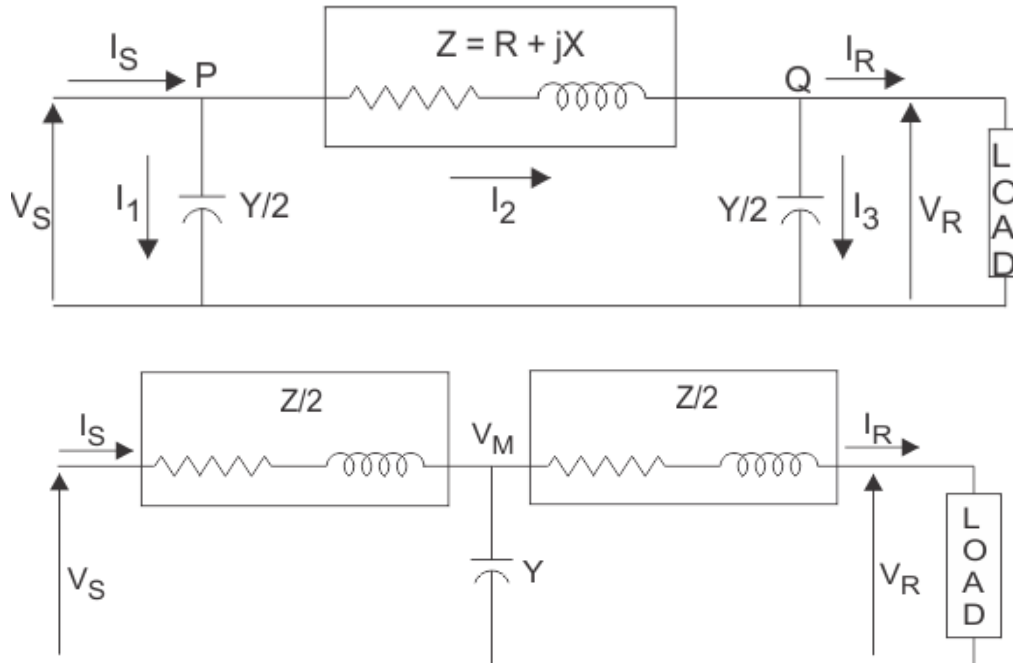 Z = R + jX
I_S
P
Q
I_R
V_S
I_1
Y/2
I_2
Y/2
I_3
V_R
LOAD
Z/2
Z/2
I_S
V_M
I_R
V_S
Y
V_R
LOAD